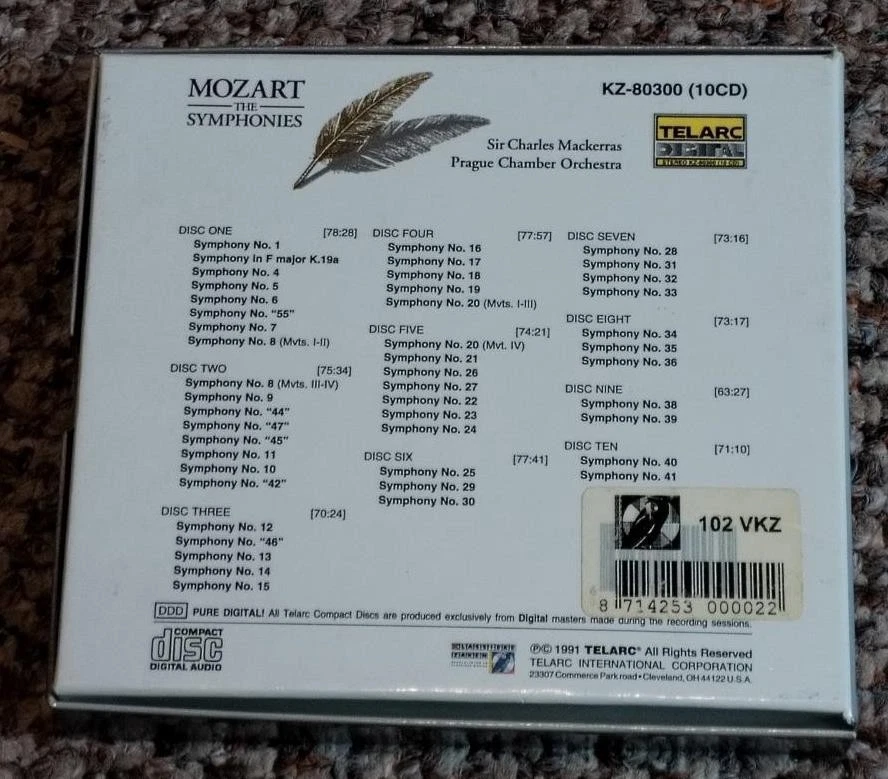 MOZART
THE
SYMPHONIES
KZ-80300 (10CD)
TELARC
DIGITAL
STEREO KZ-80300 (10 CD)
Sir Charles Mackerras
Prague Chamber Orchestra
DISC ONE [78:28]
Symphony No. 1
Symphony in F major K.19a
Symphony No. 4
Symphony No. 5
Symphony No. 6
Symphony No. "55"
Symphony No. 7
Symphony No. 8 (Mvts. I-II)
DISC TWO [75:34]
Symphony No. 8 (Mvts. III-IV)
Symphony No. 9
Symphony No. "44"
Symphony No. "47"
Symphony No. "45"
Symphony No. 11
Symphony No. 10
Symphony No. "42"
DISC THREE [70:24]
Symphony No. 12
Symphony No. "46"
Symphony No. 13
Symphony No. 14
Symphony No. 15
DISC FOUR [77:57]
Symphony No. 16
Symphony No. 17
Symphony No. 18
Symphony No. 19
Symphony No. 20 (Mvts. I-III)
DISC FIVE [74:21]
Symphony No. 20 (Mvt. IV)
Symphony No. 21
Symphony No. 26
Symphony No. 27
Symphony No. 22
Symphony No. 23
Symphony No. 24
DISC SIX [77:41]
Symphony No. 25
Symphony No. 29
Symphony No. 30
DISC SEVEN [73:16]
Symphony No. 28
Symphony No. 31
Symphony No. 32
Symphony No. 33
DISC EIGHT [73:17]
Symphony No. 34
Symphony No. 35
Symphony No. 36
DISC NINE [63:27]
Symphony No. 38
Symphony No. 39
DISC TEN [71:10]
Symphony No. 40
Symphony No. 41
102 VKZ
8 714253 000022
DDD PURE DIGITAL! All Telarc Compact Discs are produced exclusively from Digital masters made during the recording sessions.
COMPACT
disc
DIGITAL AUDIO
℗© 1991 TELARC® All Rights Reserved
TELARC INTERNATIONAL CORPORATION
23307 Commerce Park road • Cleveland, OH 44122 U.S.A.